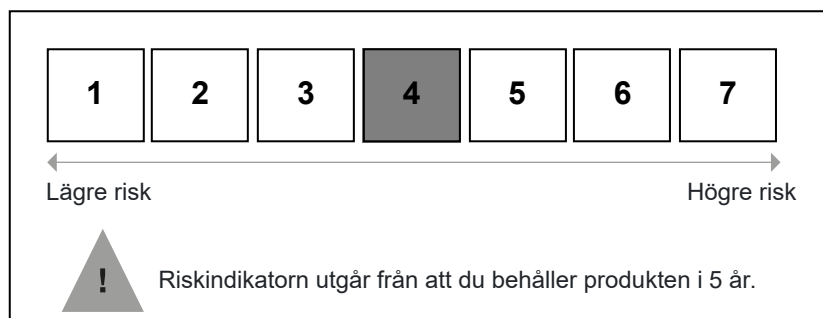 1 2 3 4 5 6 7
Lägre risk Högre risk
! Riskindikatorn utgår från att du behåller produkten i 5 år.